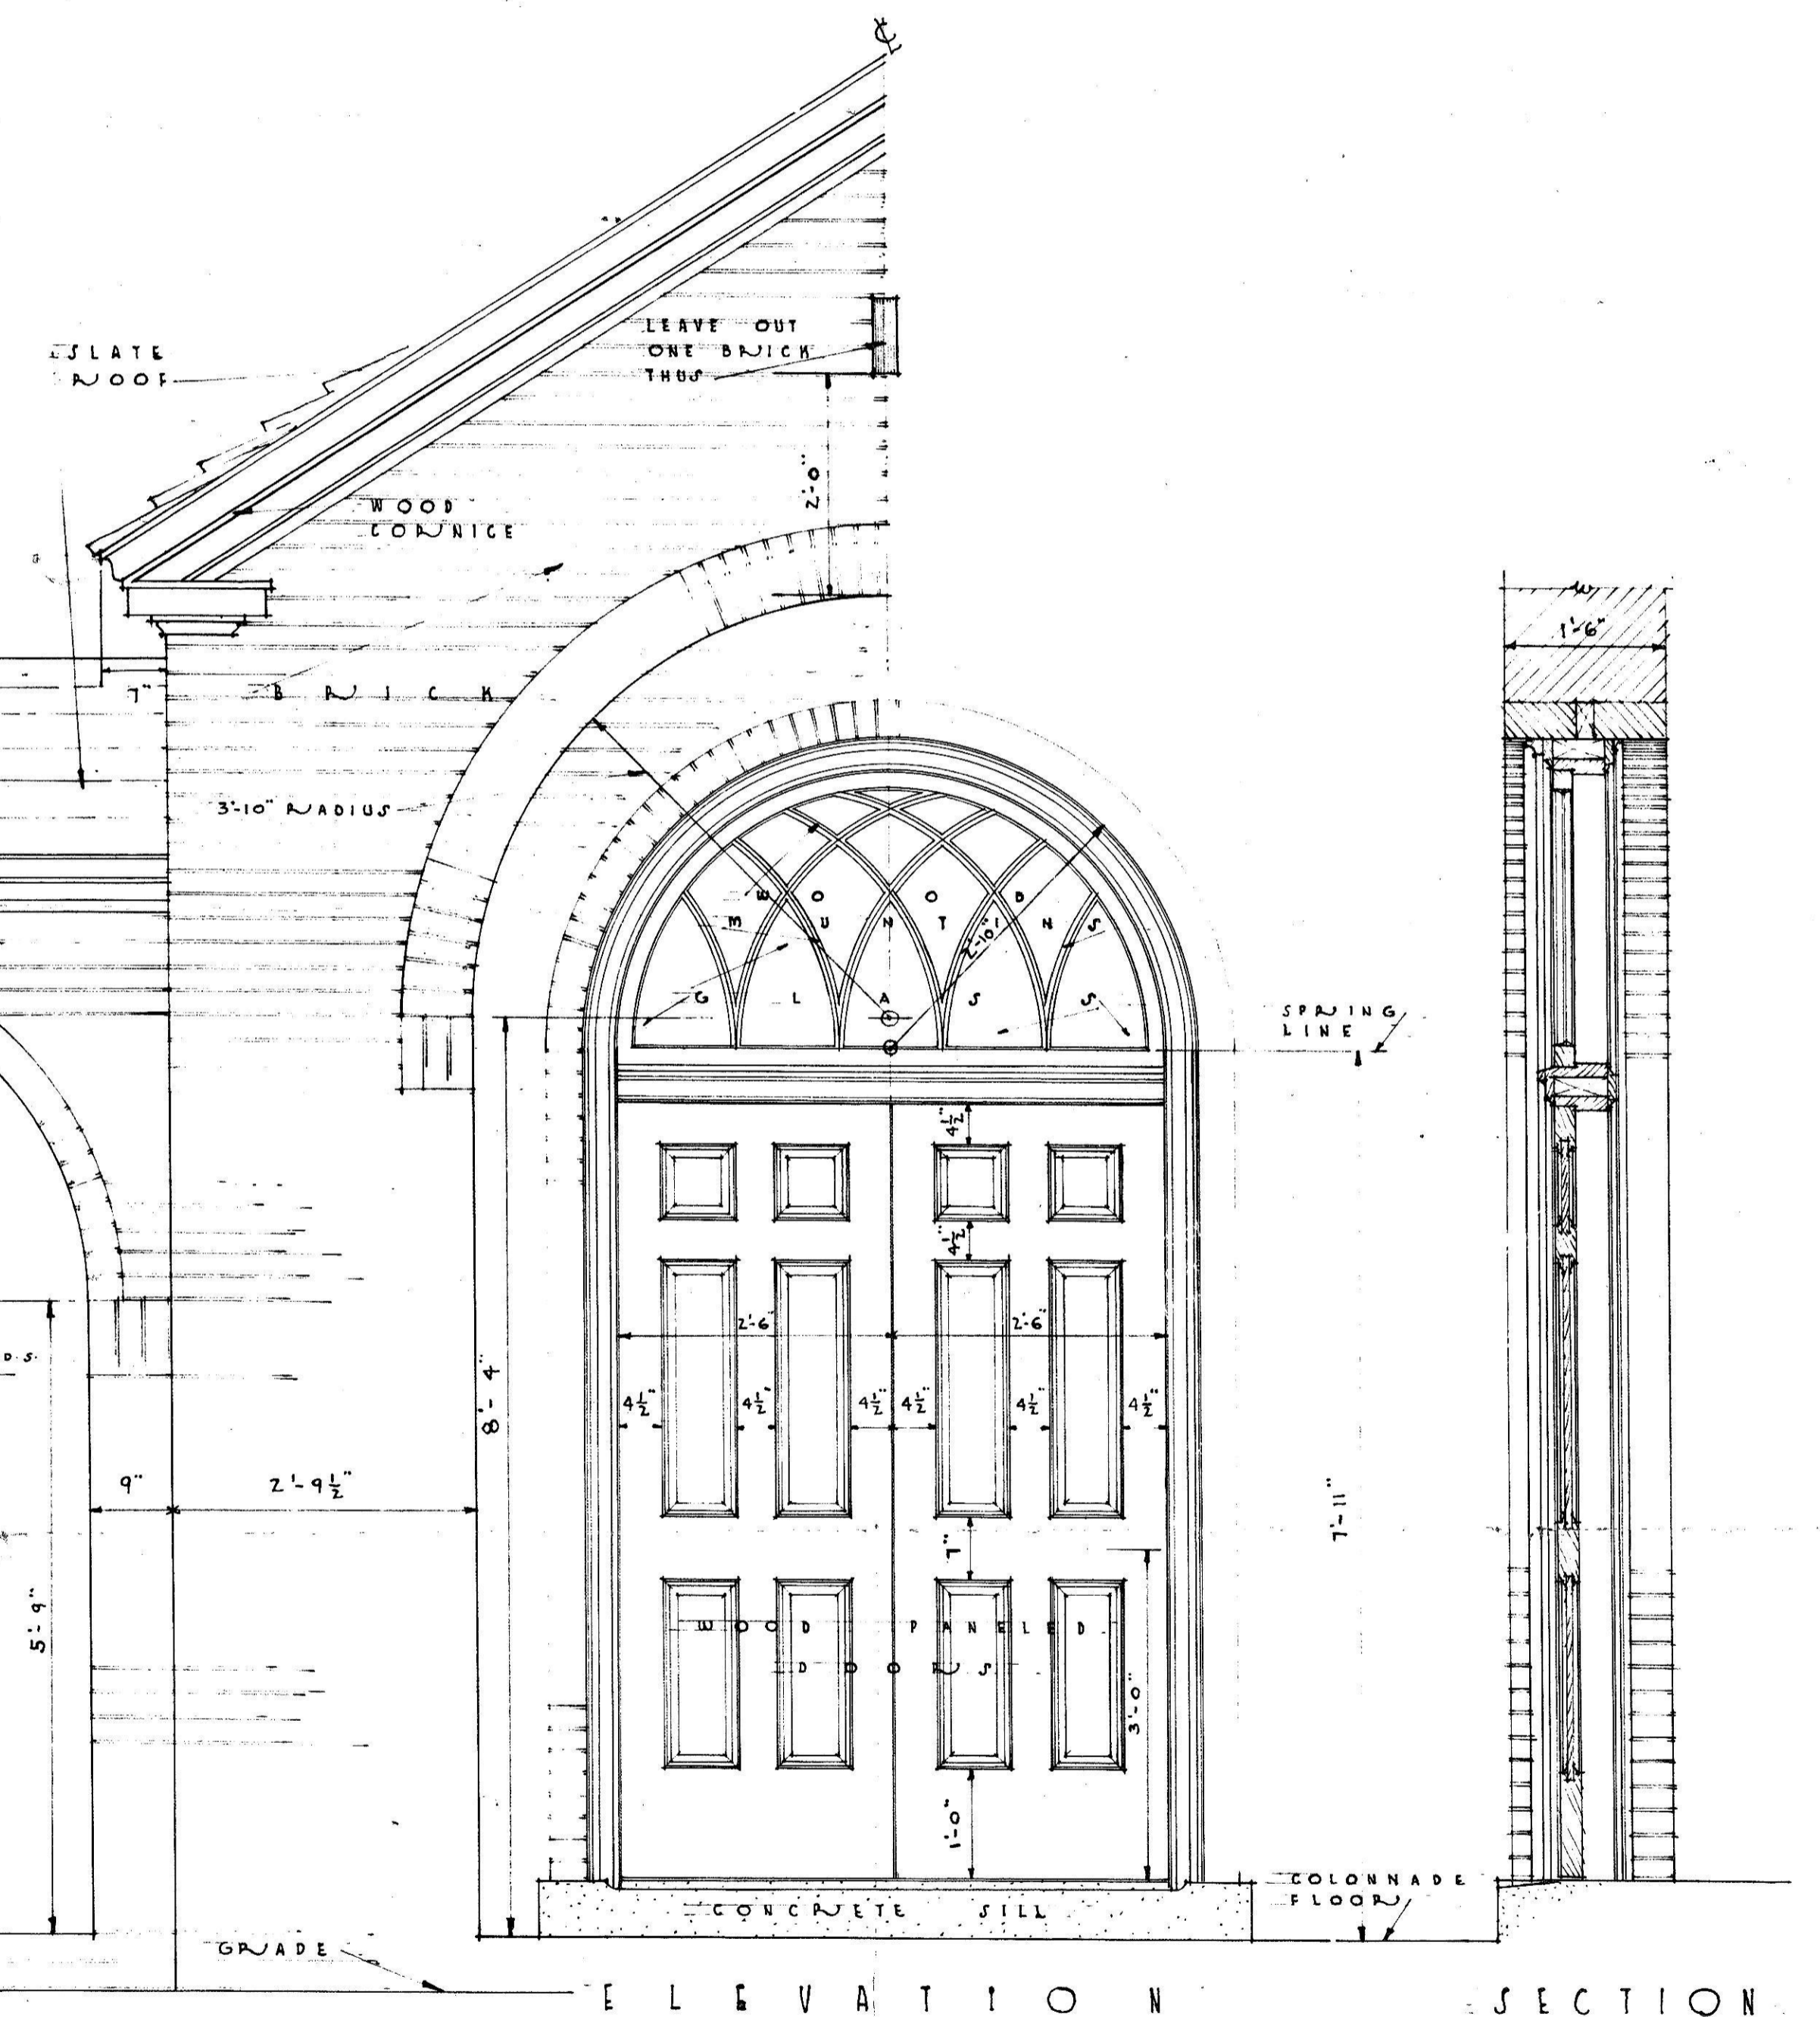 ℄
SLATE
ROOF
LEAVE OUT
ONE BRICK
THUS
2'-0"
WOOD
CORNICE
1'-6"
7"
BRICK
3'-10" RADIUS
WOOD
MUNTINS
2'-10"
GLASS
SPRING
LINE
4½"
4½"
2'-6"
2'-6"
D.S.
8'-4"
4½"
4½"
4½"
4½"
4½"
4½"
9"
2'-9½"
7'-11"
7"
5'-9"
WOOD PANELED
DOORS
3'-0"
1'-0"
COLONNADE
FLOOR
CONCRETE SILL
GRADE
ELEVATION
SECTION